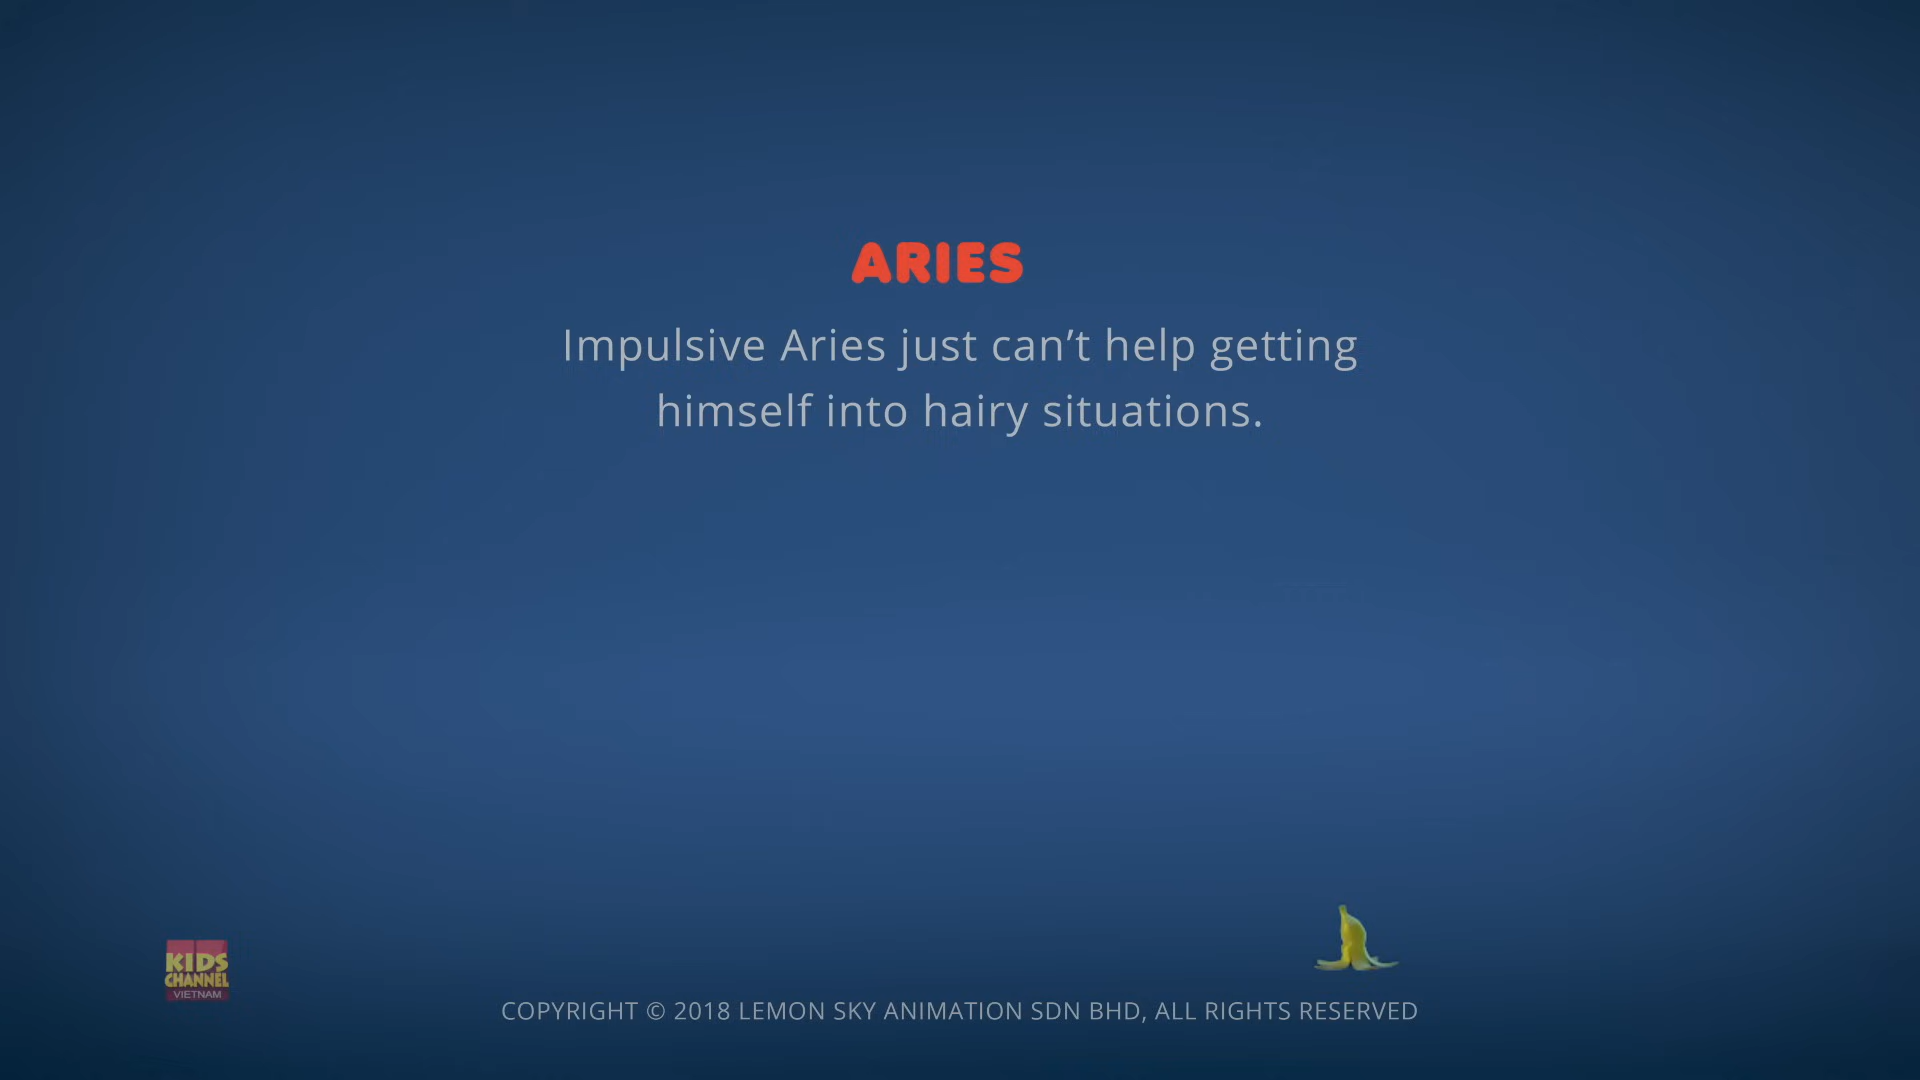 ARIES
Impulsive Aries just can’t help getting
himself into hairy situations.
KIDS
CHANNEL
VIETNAM
COPYRIGHT © 2018 LEMON SKY ANIMATION SDN BHD, ALL RIGHTS RESERVED